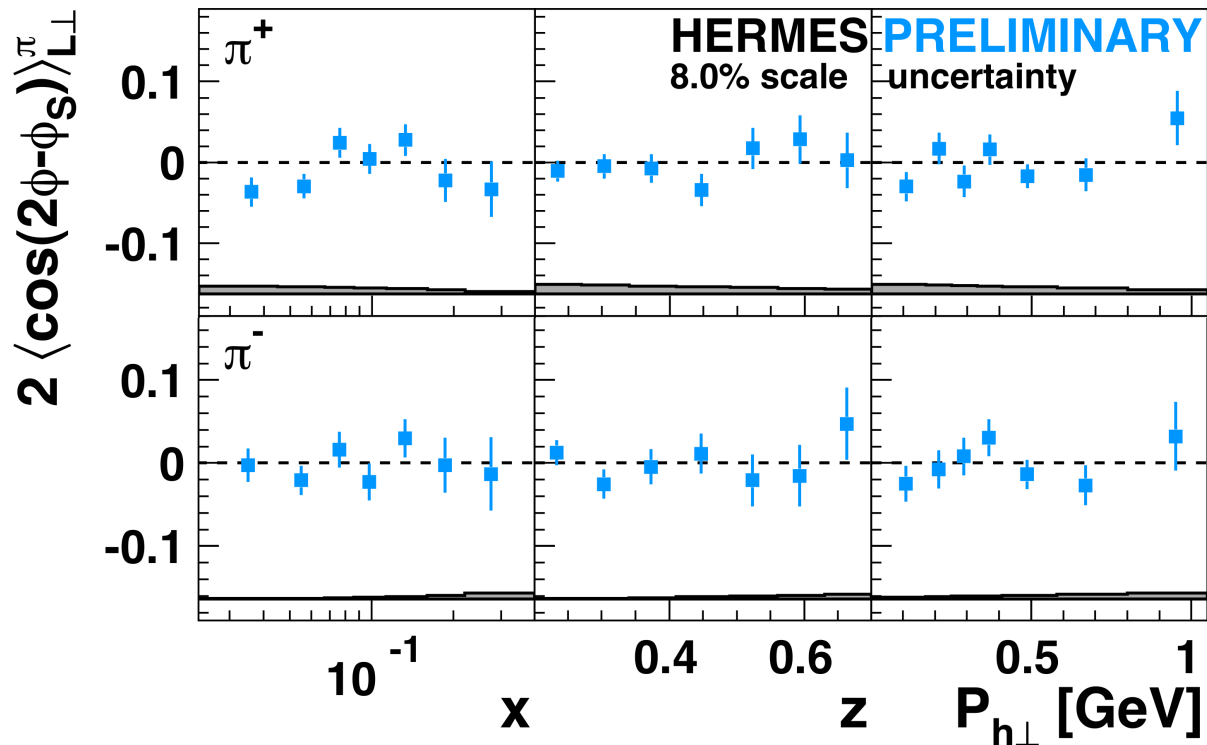 2 ⟨cos(2ϕ-ϕS)⟩πL⊥
π+
HERMES PRELIMINARY
8.0% scale uncertainty
0.1
0
-0.1
π-
0.1
0
-0.1
10-1
0.4
0.6
0.5
1
x
z
Ph⊥ [GeV]